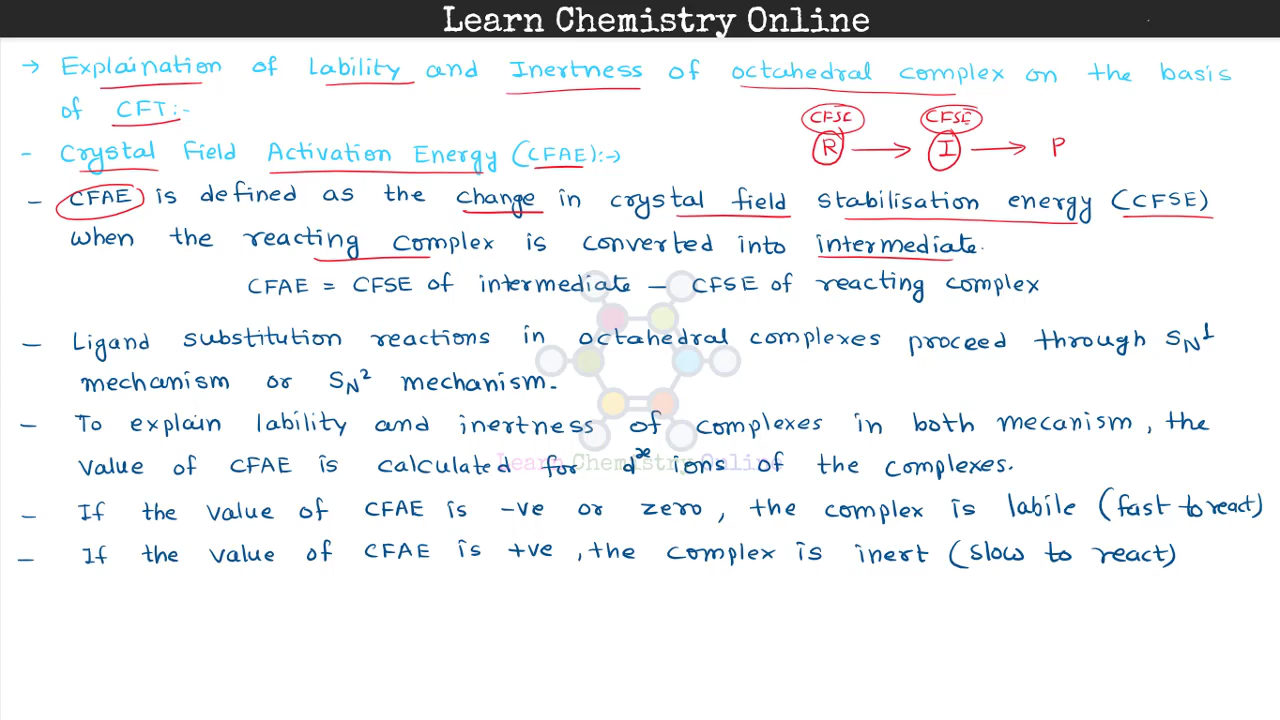 Learn Chemistry Online
→ Explaination of Lability and Inertness of octahedral complex on the basis
of CFT:-
CFSE CFSE
R → I → P
- Crystal Field Activation Energy (CFAE):→
- CFAE is defined as the change in crystal field stabilisation energy (CFSE)
when the reacting complex is converted into intermediate.
CFAE = CFSE of intermediate - CFSE of reacting complex
- Ligand substitution reactions in octahedral complexes proceed through SN1
mechanism or SN2 mechanism.
- To explain lability and inertness of complexes in both mecanism, the
value of CFAE is calculated for dˣ ions of the complexes.
Learn Chemistry Online
- If the value of CFAE is -ve or zero, the complex is labile (fast to react)
- If the value of CFAE is +ve, the complex is inert (slow to react)